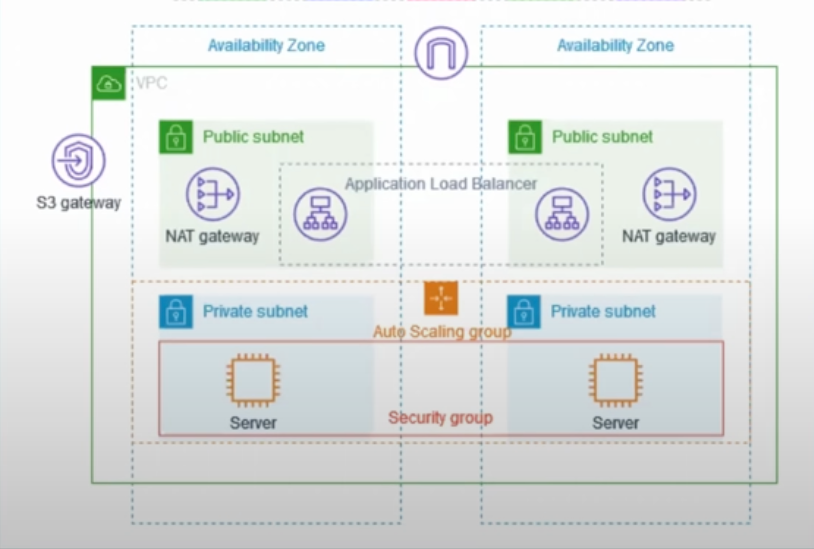 Availability Zone
Availability Zone
VPC
Public subnet
Public subnet
Application Load Balancer
S3 gateway
NAT gateway
NAT gateway
Private subnet
Private subnet
Auto Scaling group
Security group
Server
Server